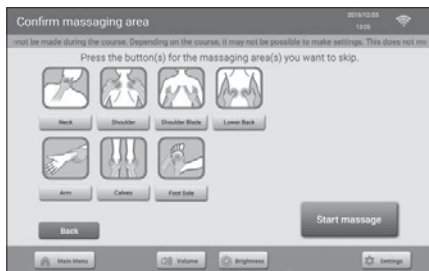 Confirm massaging area
2019/12/05
12:05
not be made during the course. Depending on the course, it may not be possible to make settings. This does not me
Press the button(s) for the massaging area(s) you want to skip.
Neck Shoulder Shoulder Blade Lower Back
Arm Calves Foot Sole
Back
Start massage
Main Menu Volume Brightness Settings